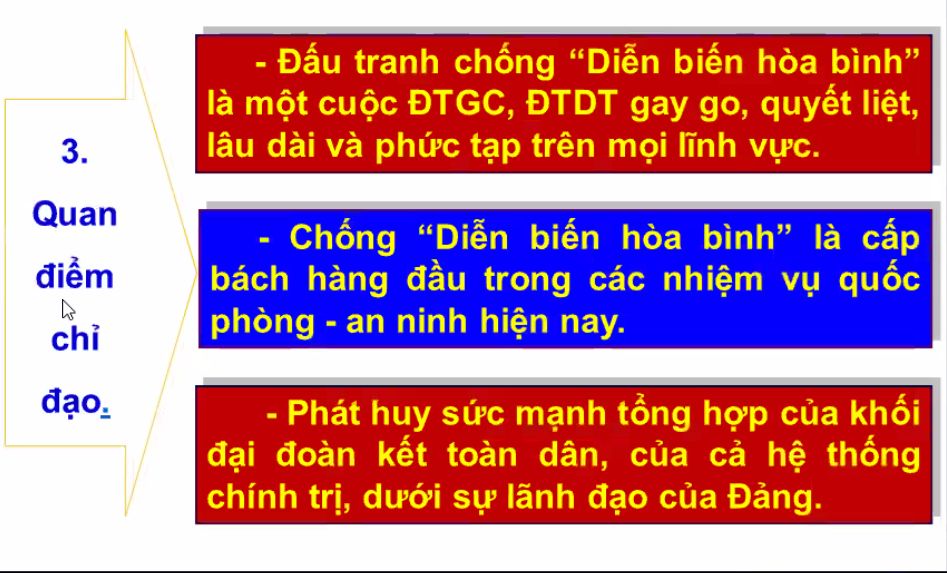 3.
Quan
điểm
chỉ
đạo.
- Đấu tranh chống “Diễn biến hòa bình”
là một cuộc ĐTGC, ĐTDT gay go, quyết liệt,
lâu dài và phức tạp trên mọi lĩnh vực.
- Chống “Diễn biến hòa bình” là cấp
bách hàng đầu trong các nhiệm vụ quốc
phòng - an ninh hiện nay.
- Phát huy sức mạnh tổng hợp của khối
đại đoàn kết toàn dân, của cả hệ thống
chính trị, dưới sự lãnh đạo của Đảng.